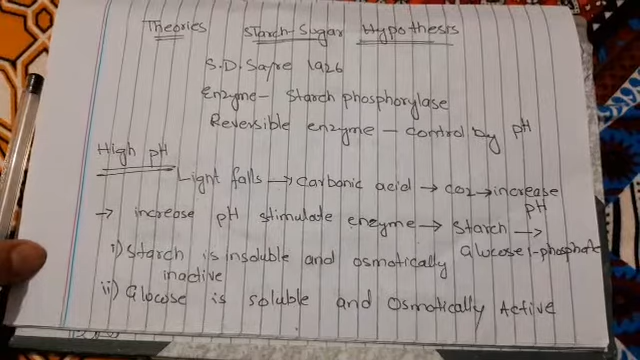 Theories Starch-Sugar Hypothesis
S.D. Sayre 1926
Enzyme - Starch phosphorylase
Reversible enzyme - control by pH
High pH
Light falls → carbonic acid → CO2 → increase pH
→ increase pH stimulate enzyme → Starch → Glucose 1-phosphate
i) Starch is insoluble and osmotically
inactive
ii) Glocose is soluble and Osmotically Active